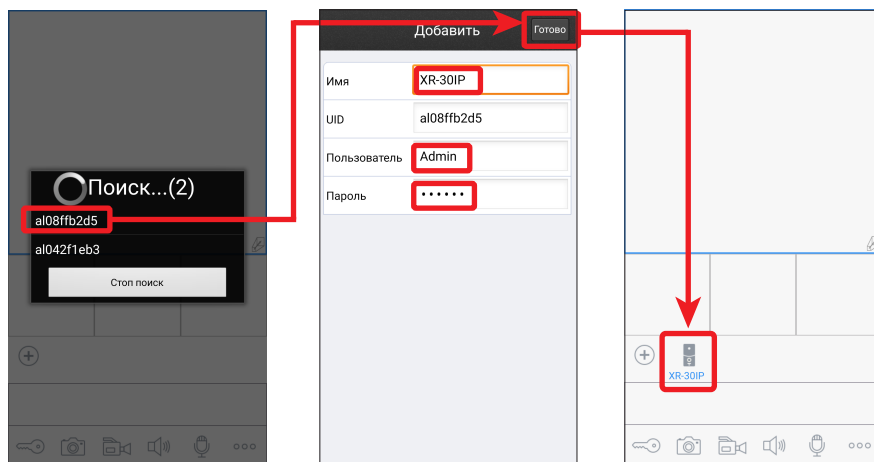 Поиск...(2)
al08ffb2d5
al042f1eb3
Стоп поиск
Добавить
Готово
Имя
XR-30IP
UID
al08ffb2d5
Пользователь
Admin
Пароль
••••••
XR-30IP